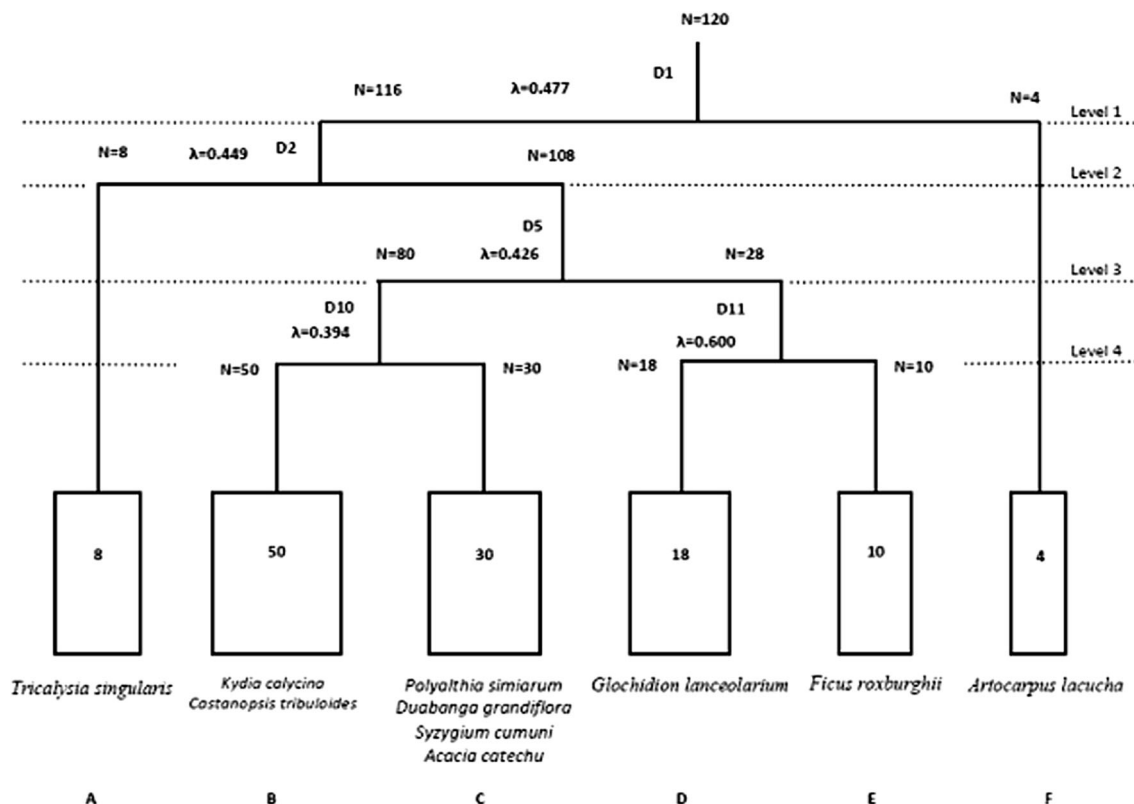 N=120
D1
N=116 λ=0.477
N=4
Level 1
N=8 λ=0.449 D2 N=108
Level 2
D5
N=80 λ=0.426 N=28
Level 3
D10 D11
λ=0.394 λ=0.600
Level 4
N=50 N=30 N=18 N=10
8 50 30 18 10 4
Tricalysia singularis
Kydia calycina
Castanopsis tribuloides
Polyalthia simiarum
Duabanga grandiflora
Syzygium cumuni
Acacia catechu
Glochidion lanceolarium
Ficus roxburghii
Artocarpus lacucha
A B C D E F